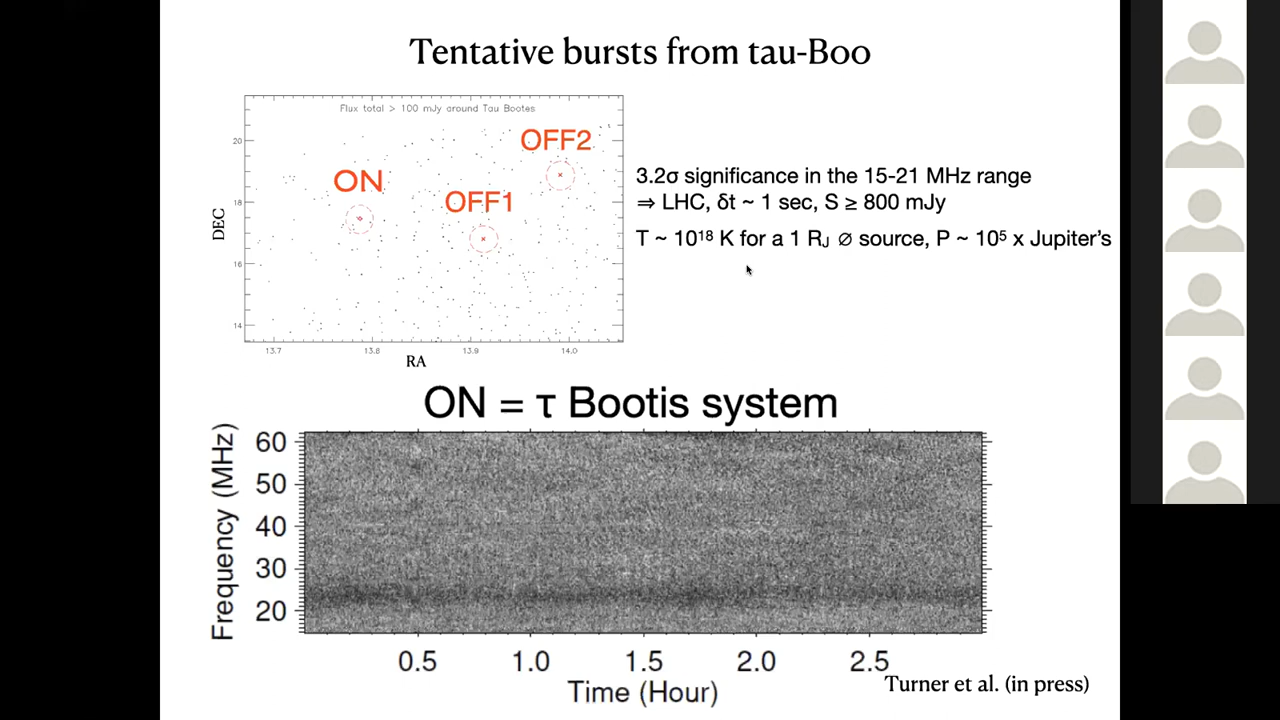 Tentative bursts from tau-Boo
Flux total > 100 mJy around Tau Bootes
OFF2
ON
OFF1
20
18
16
14
DEC
13.7 13.8 13.9 14.0
RA
3.2σ significance in the 15-21 MHz range
⇒ LHC, δt ~ 1 sec, S ≥ 800 mJy
T ~ 10¹⁸ K for a 1 R_J ∅ source, P ~ 10⁵ x Jupiter's
ON = τ Bootis system
Frequency (MHz)
60
50
40
30
20
0.5 1.0 1.5 2.0 2.5
Time (Hour)
Turner et al. (in press)